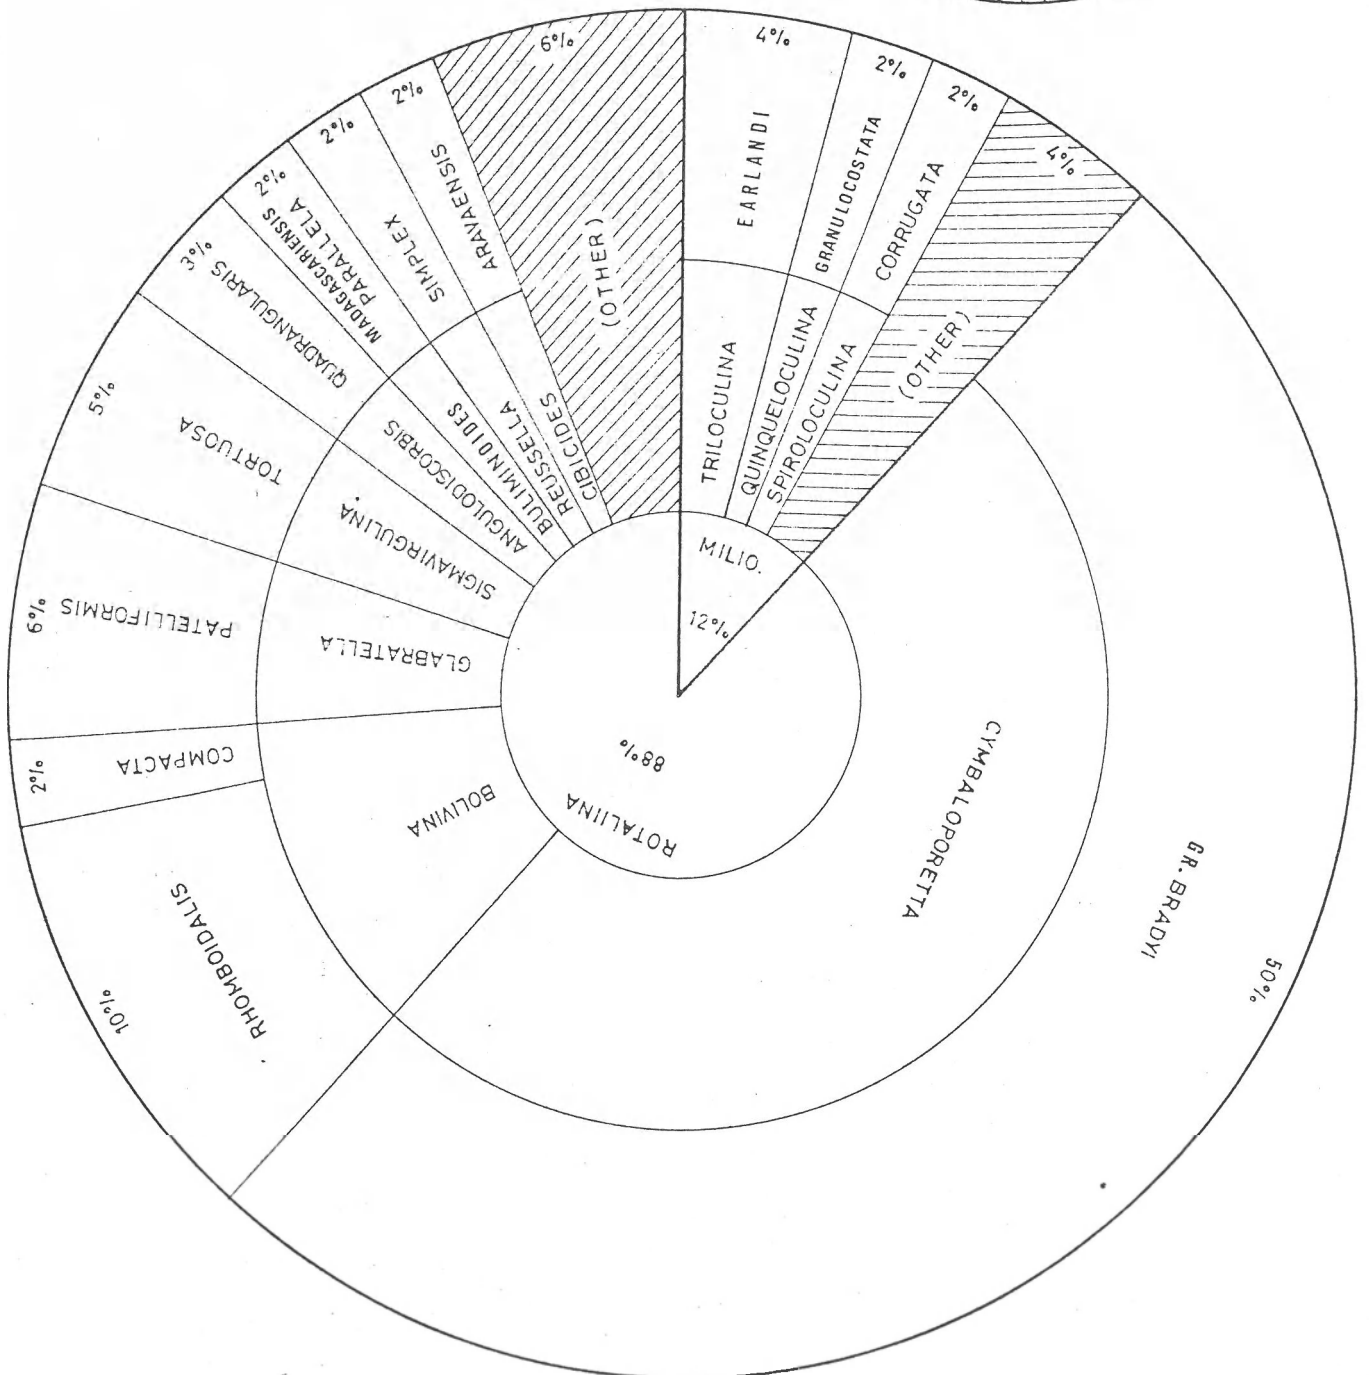 4%
EARLANDI
TRILOCULINA
2%
GRANULOCOSTATA
QUINQUELOCULINA
2%
CORRUGATA
SPIROLOCULINA
4%
(OTHER)
MILIO.
12%
50%
GR. BRADYI
CYMBALOPORETTA
88%
ROTALIINA
10%
RHOMBOIDALIS
2%
COMPACTA
BOLIVINA
6%
PATELLIFORMIS
GLABRATELLA
5%
TORTUOSA
SIGMAVIRGULINA
3%
QUADRANGULARIS
ANGULODISCORBIS
2%
MADAGASCARIENSIS V.
PARALLELA
BULIMINOIDES
2%
SIMPLEX
REUSSELLA
2%
ARAVAENSIS
CIBICIDES
6%
(OTHER)